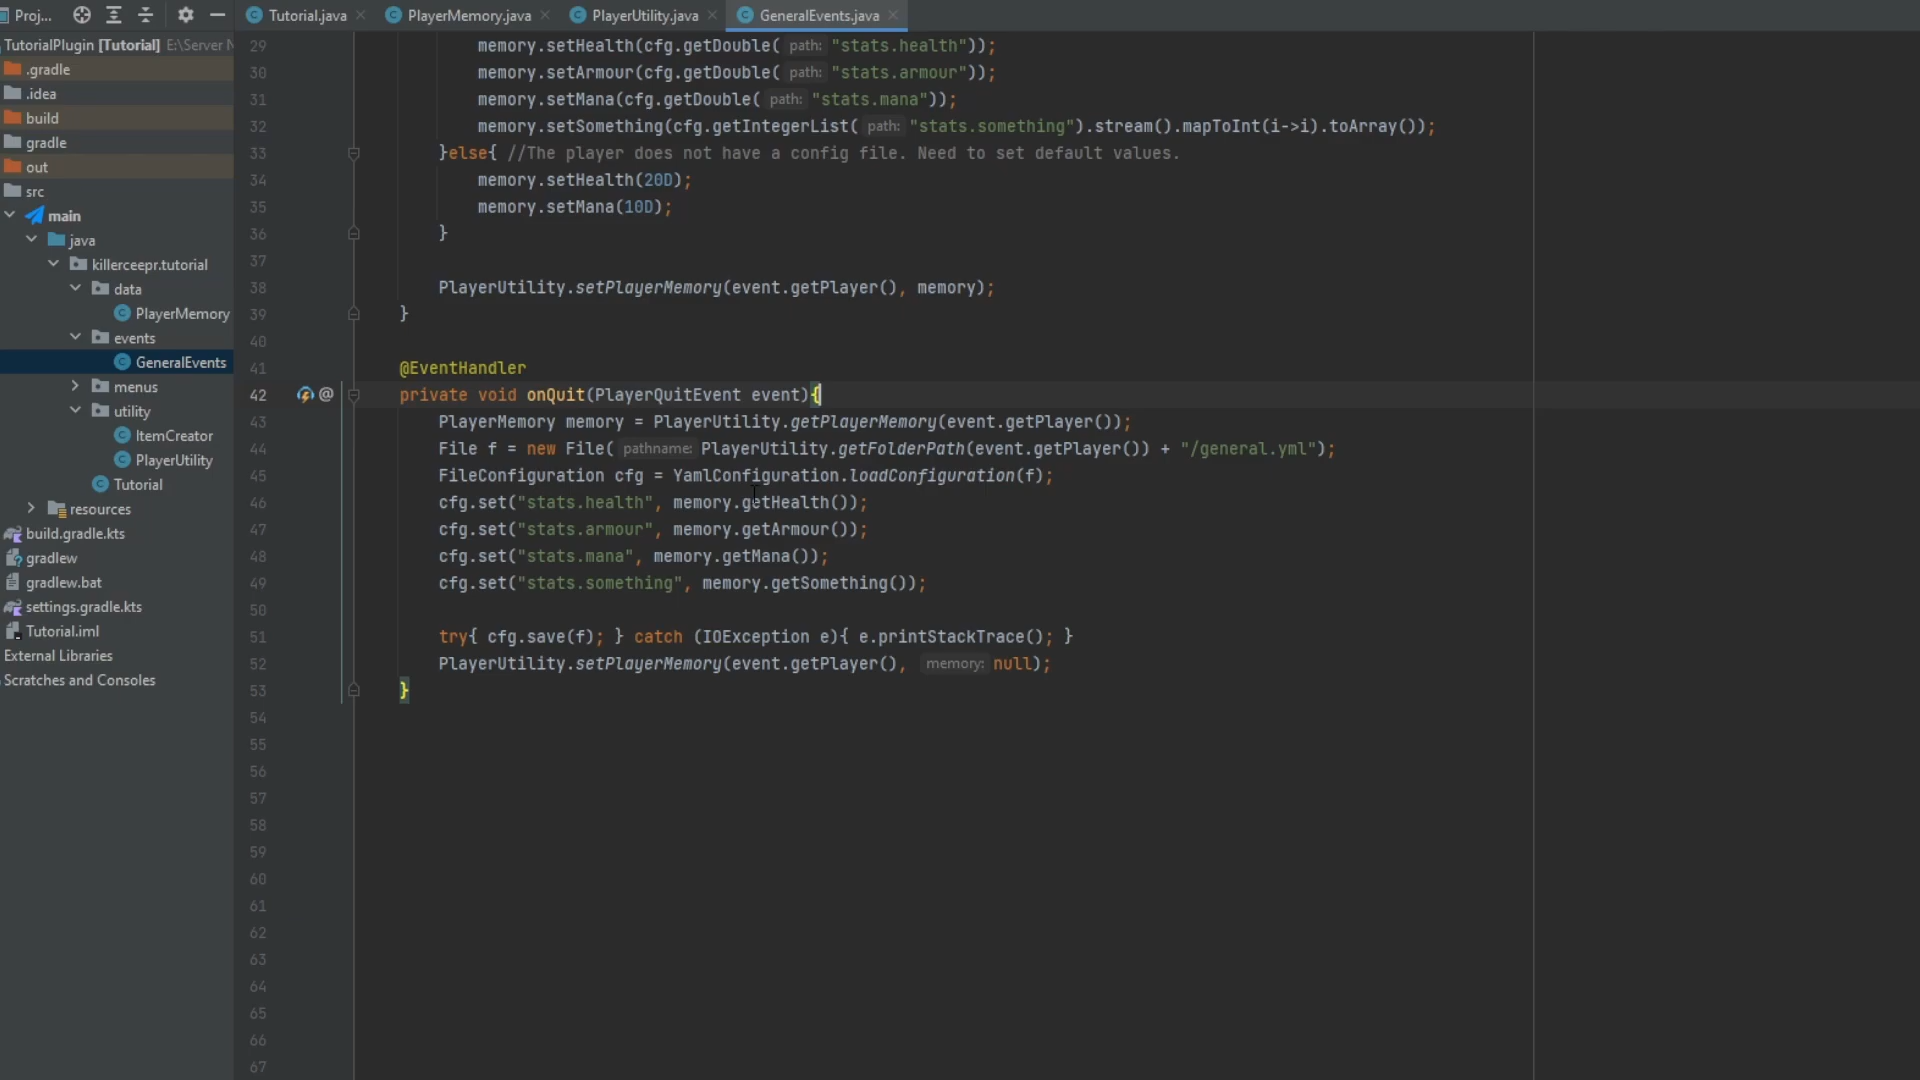 Proj...
Tutorial.java
PlayerMemory.java
PlayerUtility.java
GeneralEvents.java
TutorialPlugin [Tutorial] E:\Server
.gradle
.idea
build
gradle
out
src
main
java
killerceepr.tutorial
data
PlayerMemory
events
GeneralEvents
menus
utility
ItemCreator
PlayerUtility
Tutorial
resources
build.gradle.kts
gradlew
gradlew.bat
settings.gradle.kts
Tutorial.iml
External Libraries
Scratches and Consoles
29 memory.setHealth(cfg.getDouble( path: "stats.health"));
30 memory.setArmour(cfg.getDouble( path: "stats.armour"));
31 memory.setMana(cfg.getDouble( path: "stats.mana"));
32 memory.setSomething(cfg.getIntegerList( path: "stats.something").stream().mapToInt(i->i).toArray());
33 }else{ //The player does not have a config file. Need to set default values.
34 memory.setHealth(20D);
35 memory.setMana(10D);
36 }
37
38 PlayerUtility.setPlayerMemory(event.getPlayer(), memory);
39 }
40
41 @EventHandler
42 @ private void onQuit(PlayerQuitEvent event){
43 PlayerMemory memory = PlayerUtility.getPlayerMemory(event.getPlayer());
44 File f = new File( pathname: PlayerUtility.getFolderPath(event.getPlayer()) + "/general.yml");
45 FileConfiguration cfg = YamlConfiguration.loadConfiguration(f);
46 cfg.set("stats.health", memory.getHealth());
47 cfg.set("stats.armour", memory.getArmour());
48 cfg.set("stats.mana", memory.getMana());
49 cfg.set("stats.something", memory.getSomething());
50
51 try{ cfg.save(f); } catch (IOException e){ e.printStackTrace(); }
52 PlayerUtility.setPlayerMemory(event.getPlayer(), memory: null);
53 }
54
55
56
57
58
59
60
61
62
63
64
65
66
67